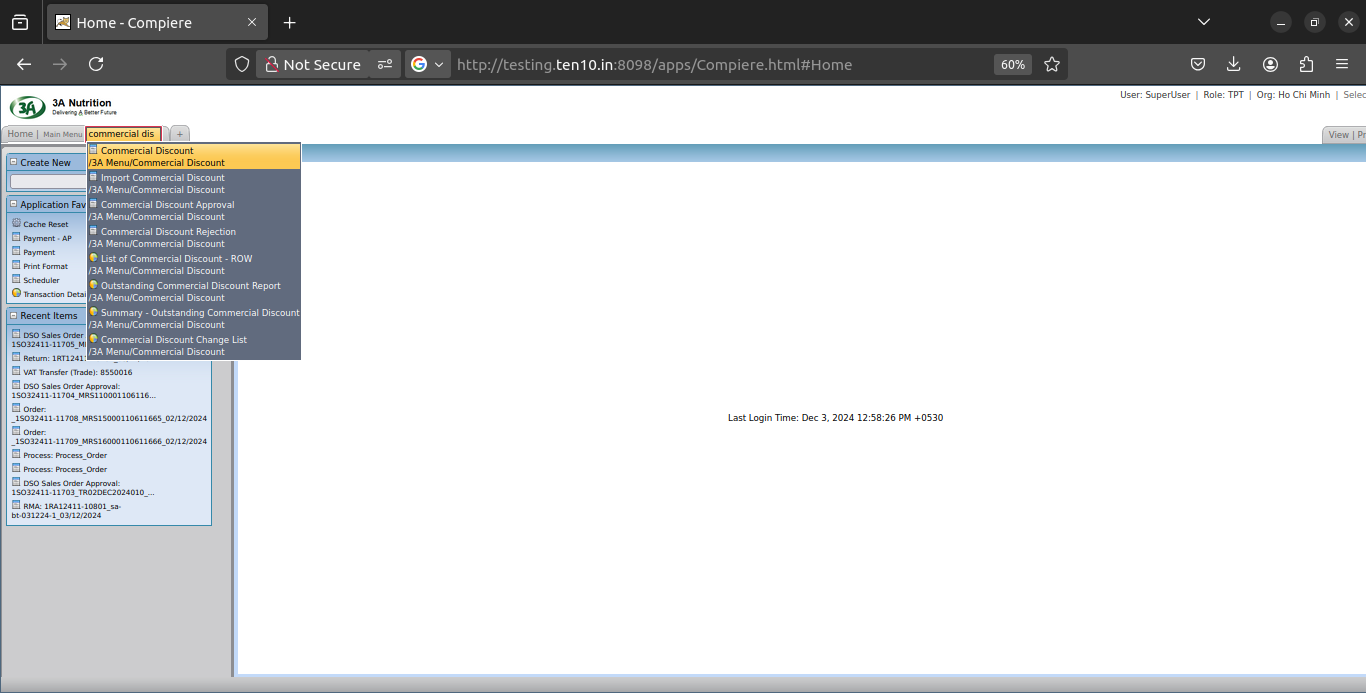 Home - Compiere
Not Secure
http://testing.ten10.in:8098/apps/Compiere.html#Home
60%
3A
3A Nutrition
Delivering A Better Future
User: SuperUser | Role: TPT | Org: Ho Chi Minh | Selec
Home | Main Menu
commercial dis
+
View | Pr
Create New
Application Fav
Cache Reset
Payment - AP
Payment
Print Format
Scheduler
Transaction Detai
Recent Items
DSO Sales Order
1SO32411-11705_M
Return: 1RT1241
VAT Transfer (Trade): 8550016
DSO Sales Order Approval:
1SO32411-11704_MRS110001106116...
Order:
_1SO32411-11708_MRS15000110611665_02/12/2024
Order:
_1SO32411-11709_MRS16000110611666_02/12/2024
Process: Process_Order
Process: Process_Order
DSO Sales Order Approval:
1SO32411-11703_TR02DEC2024010_...
RMA: 1RA12411-10801_sa-
bt-031224-1_03/12/2024
Commercial Discount
/3A Menu/Commercial Discount
Import Commercial Discount
/3A Menu/Commercial Discount
Commercial Discount Approval
/3A Menu/Commercial Discount
Commercial Discount Rejection
/3A Menu/Commercial Discount
List of Commercial Discount - ROW
/3A Menu/Commercial Discount
Outstanding Commercial Discount Report
/3A Menu/Commercial Discount
Summary - Outstanding Commercial Discount
/3A Menu/Commercial Discount
Commercial Discount Change List
/3A Menu/Commercial Discount
Last Login Time: Dec 3, 2024 12:58:26 PM +0530